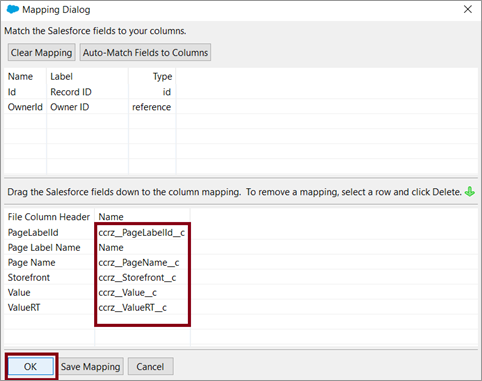 Mapping Dialog
Match the Salesforce fields to your columns.
Clear Mapping Auto-Match Fields to Columns
Name Label Type
Id Record ID id
OwnerId Owner ID reference
Drag the Salesforce fields down to the column mapping. To remove a mapping, select a row and click Delete.
File Column Header Name
PageLabelId ccrz__PageLabelId__c
Page Label Name Name
Page Name ccrz__PageName__c
Storefront ccrz__Storefront__c
Value ccrz__Value__c
ValueRT ccrz__ValueRT__c
OK Save Mapping Cancel